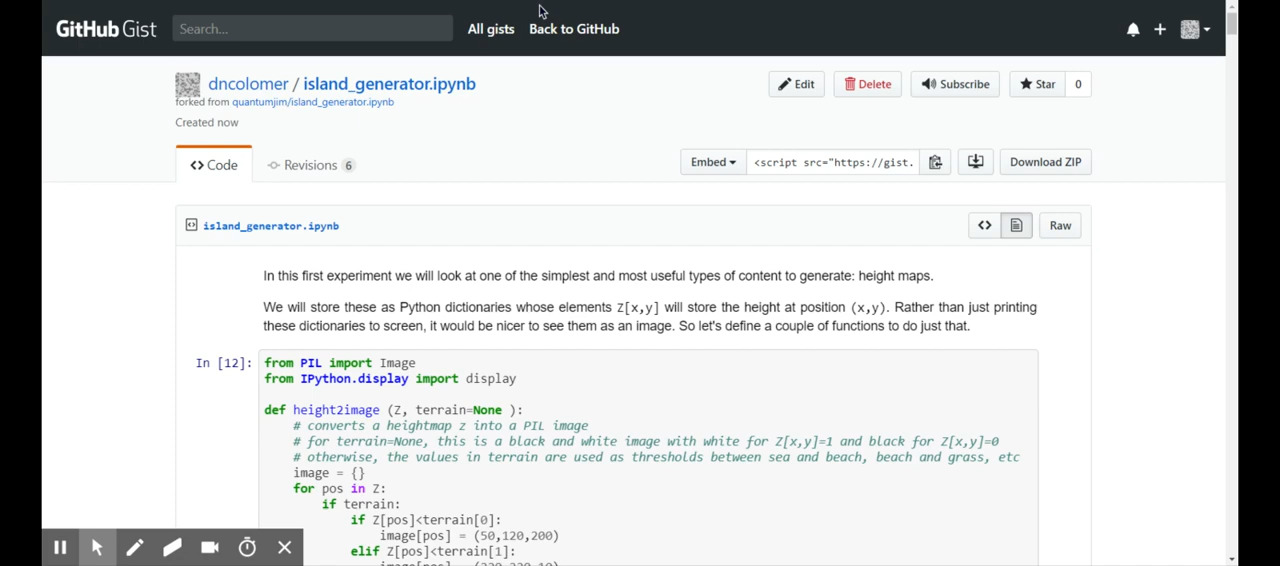 GitHub Gist Search... All gists Back to GitHub
dncolomer / island_generator.ipynb Edit Delete Subscribe Star 0
forked from quantumjim/island_generator.ipynb
Created now
<> Code Revisions 6 Embed <script src="https://gist. Download ZIP
island_generator.ipynb <> Raw
In this first experiment we will look at one of the simplest and most useful types of content to generate: height maps.
We will store these as Python dictionaries whose elements Z[x,y] will store the height at position (x,y). Rather than just printing
these dictionaries to screen, it would be nicer to see them as an image. So let's define a couple of functions to do just that.
In [12]: from PIL import Image
from IPython.display import display
def height2image (Z, terrain=None ):
# converts a heightmap z into a PIL image
# for terrain=None, this is a black and white image with white for Z[x,y]=1 and black for Z[x,y]=0
# otherwise, the values in terrain are used as thresholds between sea and beach, beach and grass, etc
image = {}
for pos in Z:
if terrain:
if Z[pos]<terrain[0]:
image[pos] = (50,120,200)
elif Z[pos]<terrain[1]: